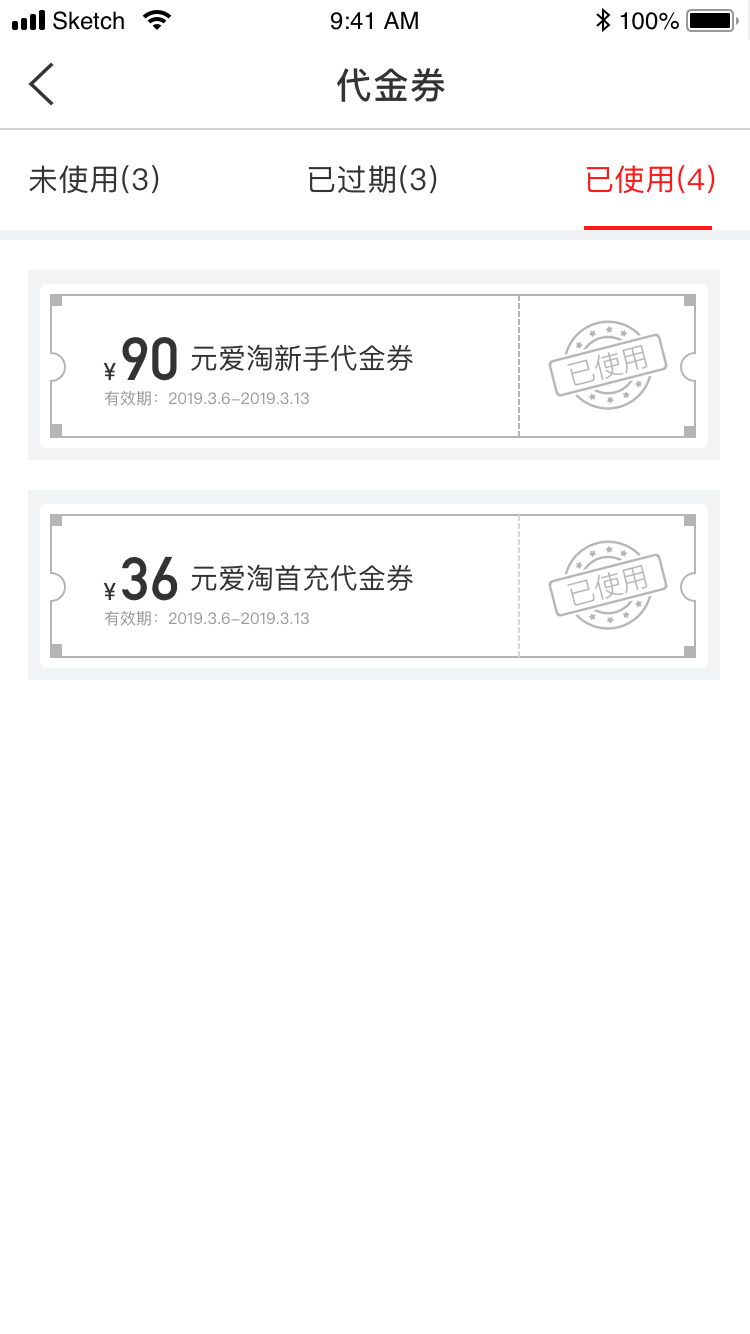 Sketch 9:41 AM 100%
代金券
未使用(3) 已过期(3) 已使用(4)
¥90 元爱淘新手代金券
有效期：2019.3.6-2019.3.13
已使用
¥36 元爱淘首充代金券
有效期：2019.3.6-2019.3.13
已使用